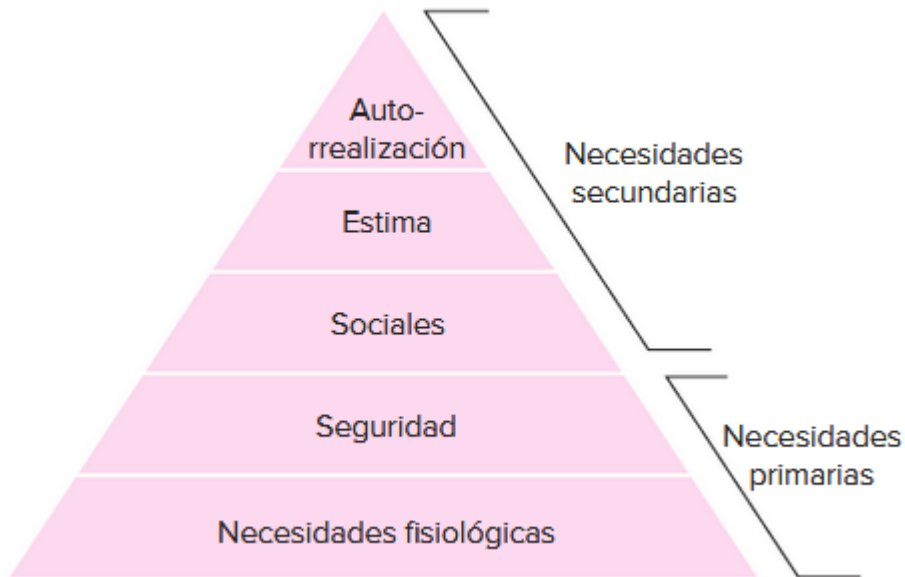 Auto-
rrealización
Estima
Sociales
Seguridad
Necesidades fisiológicas
Necesidades
secundarias
Necesidades
primarias